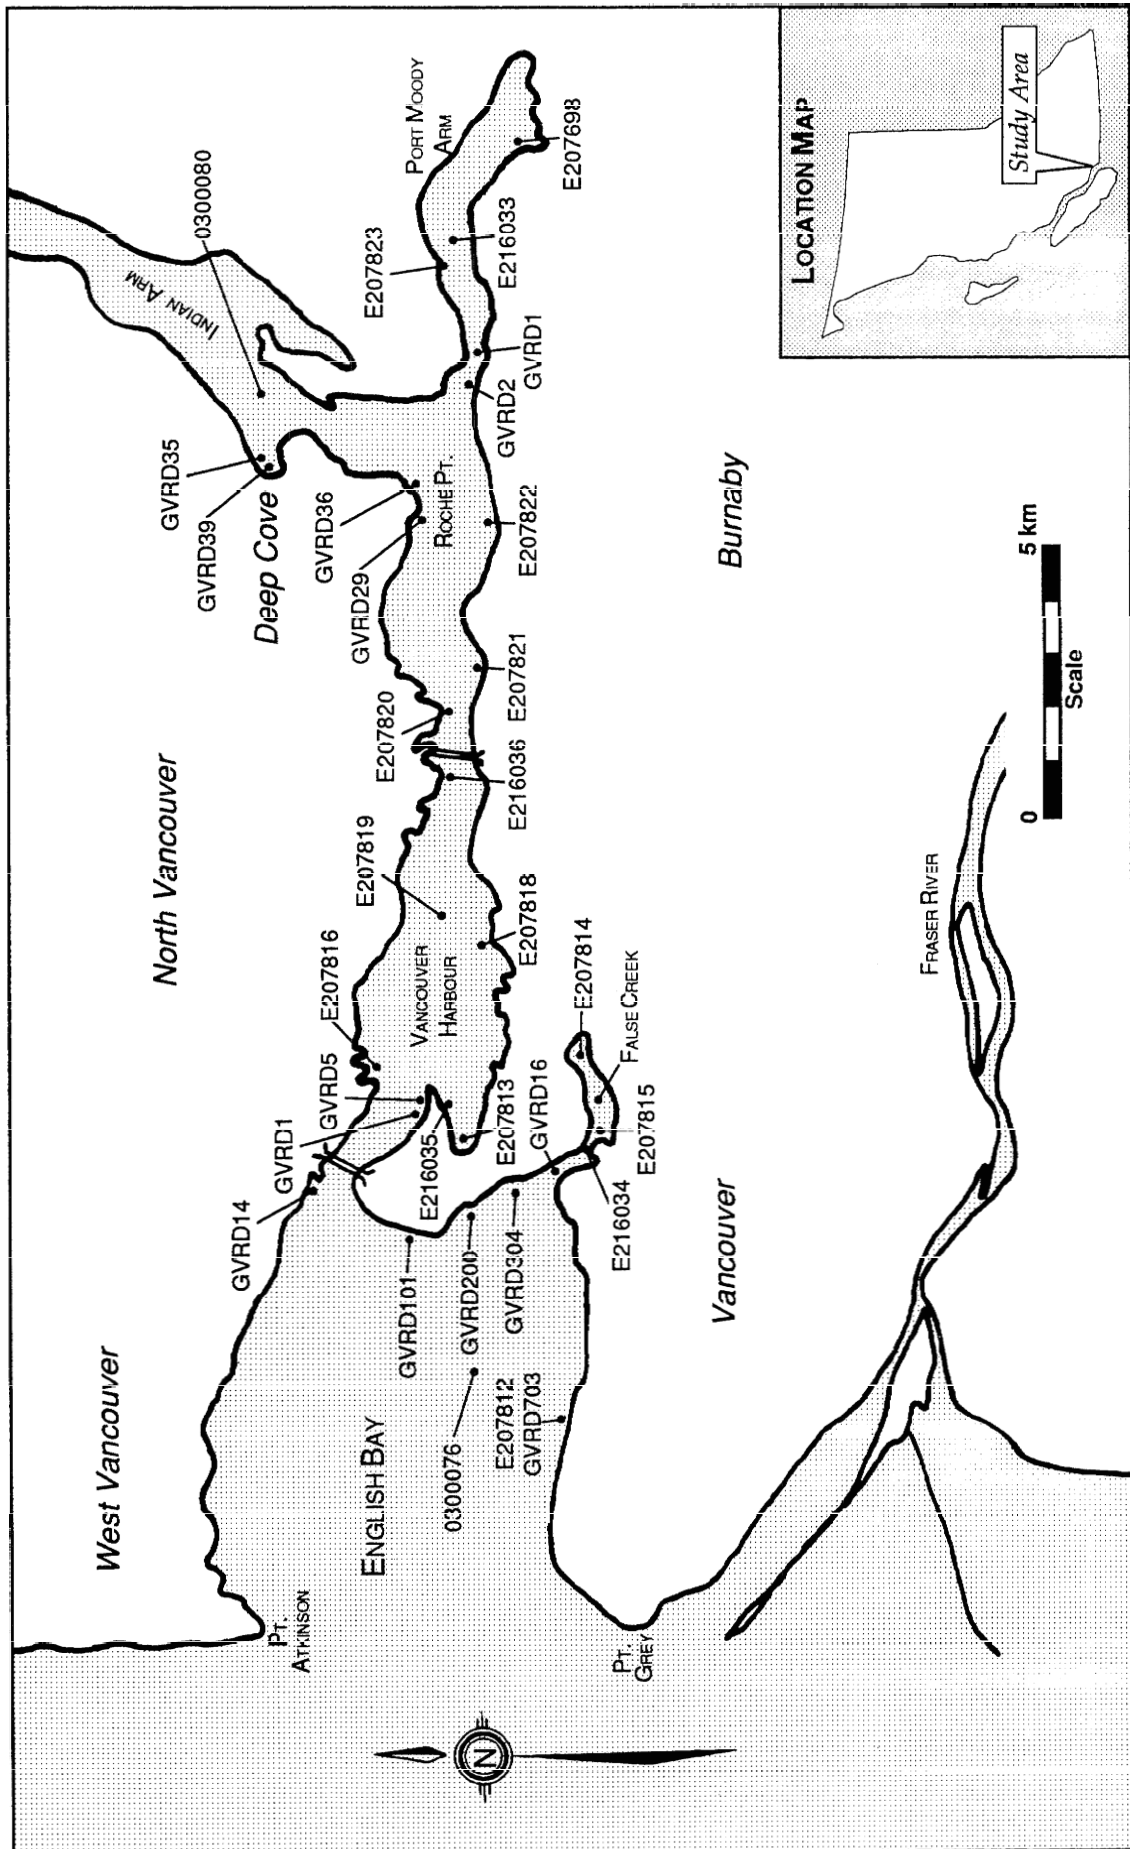 West Vancouver
North Vancouver
PT.
ATKINSON
ENGLISH BAY
GVRD14
GVRD1
GVRD5
E207816
E207819
E207820
GVRD29
GVRD36
Deep Cove
GVRD39
GVRD35
INDIAN ARM
0300080
E207823
PORT MOODY
ARM
VANCOUVER
HARBOUR
ROCHE PT.
GVRD101
E216035
E207813
E207818
E216036
E207821
E207822
GVRD2
GVRD1
E216033
E207698
0300076
GVRD200
GVRD304
GVRD16
E207814
FALSE CREEK
E207815
E216034
E207812
GVRD703
PT.
GREY
N
Vancouver
Burnaby
FRASER RIVER
0
5 km
Scale
LOCATION MAP
Study Area